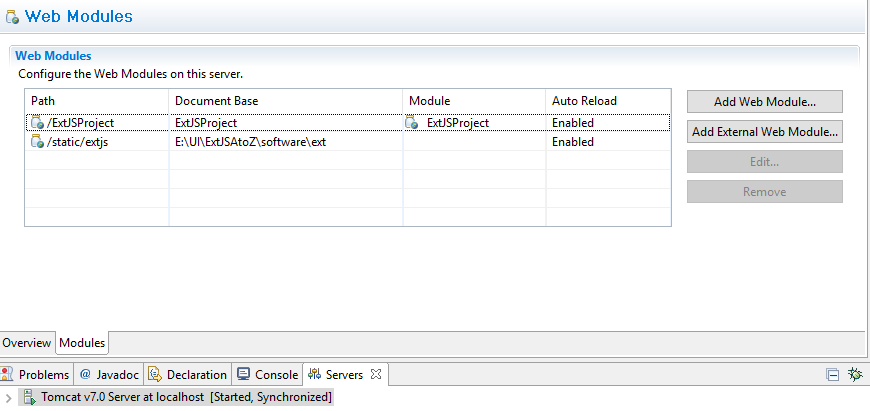 Web Modules
Web Modules
Configure the Web Modules on this server.
Path Document Base Module Auto Reload
/ExtJSProject ExtJSProject ExtJSProject Enabled
/static/extjs E:\UI\ExtJSAtoZ\software\ext Enabled
Add Web Module...
Add External Web Module...
Edit...
Remove
Overview Modules
Problems @ Javadoc Declaration Console Servers
Tomcat v7.0 Server at localhost [Started, Synchronized]